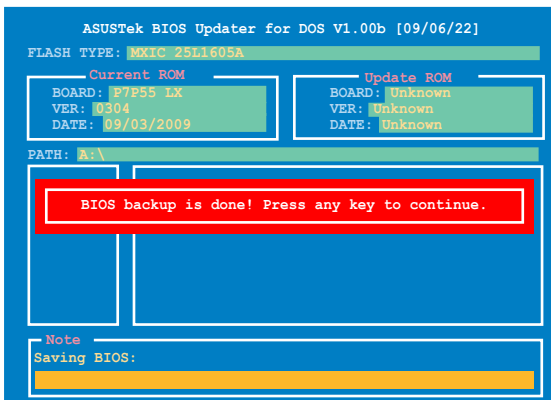 ASUSTek BIOS Updater for DOS V1.00b [09/06/22]
FLASH TYPE: MXIC 25L1605A
Current ROM
BOARD: P7P55 LX
VER: 0304
DATE: 09/03/2009
Update ROM
BOARD: Unknown
VER: Unknown
DATE: Unknown
PATH: A:\
BIOS backup is done! Press any key to continue.
Note
Saving BIOS: